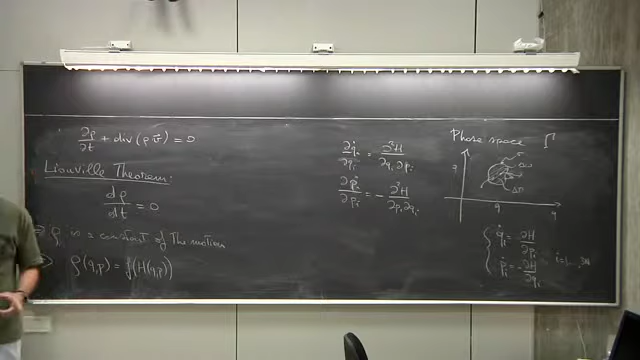 ∂ρ/∂t + div(ρ v⃗) = 0
Liouville Theorem:
dρ/dt = 0
ρ is a constant of the motion
ρ(q,p) = f(H(q,p))
∂q̇ᵢ/∂qᵢ = ∂²H/∂qᵢ∂pᵢ
∂ṗᵢ/∂pᵢ = - ∂²H/∂pᵢ∂qᵢ
Phase space Γ
p
q
q
q̇ᵢ = ∂H/∂pᵢ
ṗᵢ = - ∂H/∂qᵢ